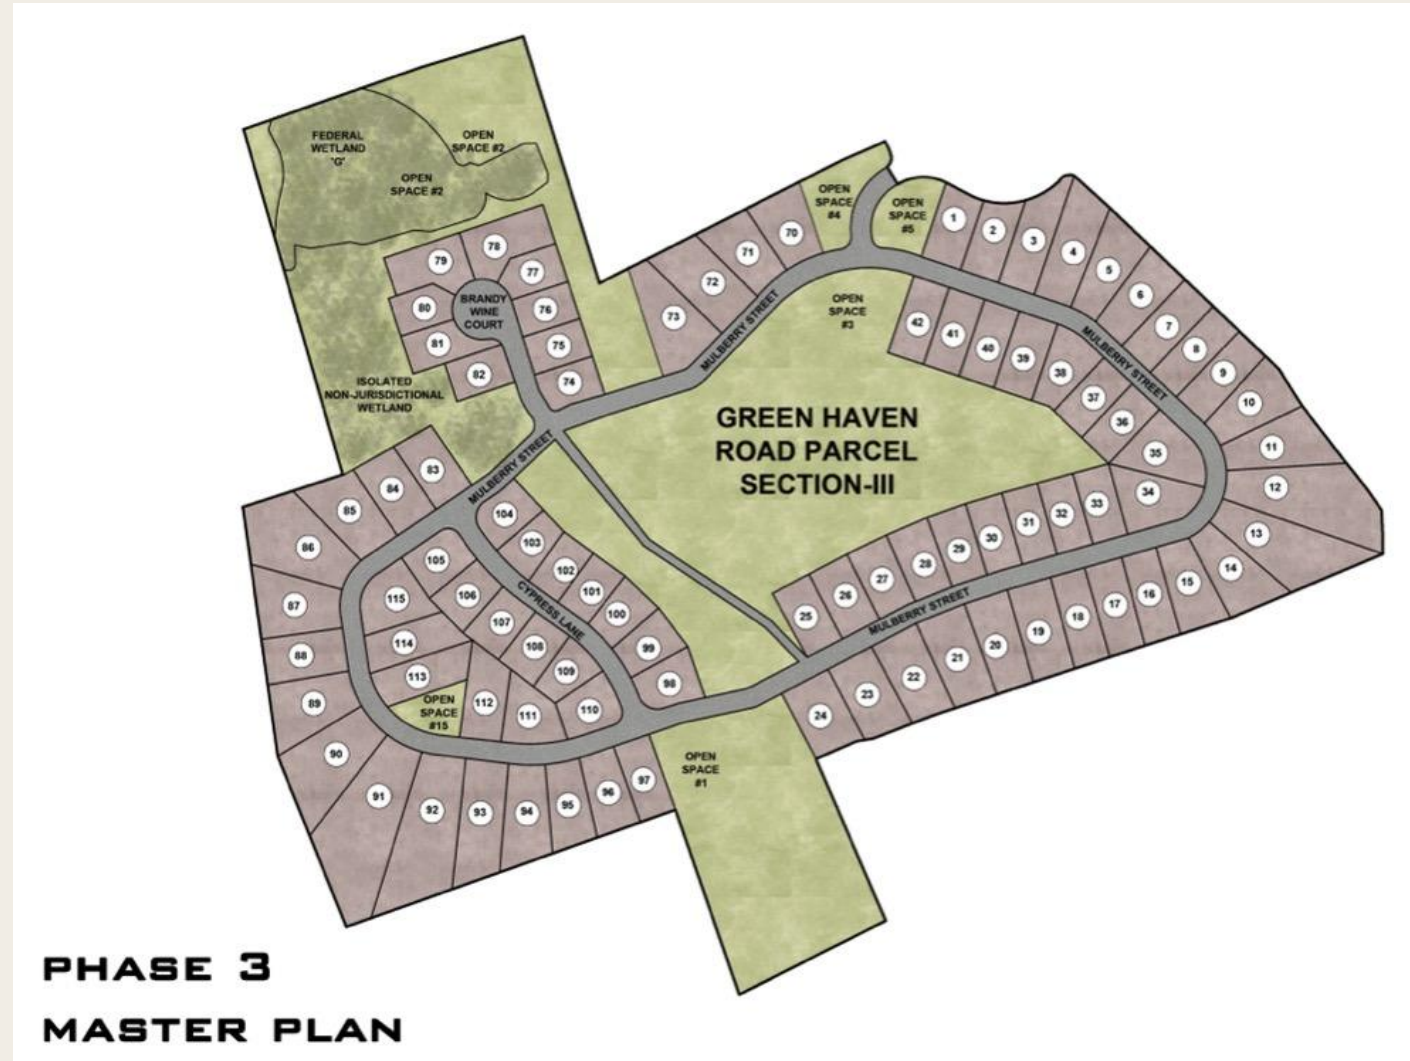 FEDERAL
WETLAND
'G'
OPEN
SPACE #2
OPEN
SPACE #2
79
78
77
80
BRANDY
WINE
COURT
76
81
75
82
74
ISOLATED
NON-JURISDICTIONAL
WETLAND
OPEN
SPACE
#4
OPEN
SPACE
#5
70
71
72
73
MULBERRY STREET
OPEN
SPACE
#3
1
2
3
4
5
6
7
8
9
10
11
12
13
14
15
16
17
18
19
20
21
22
23
24
42
41
40
39
38
37
36
35
34
33
32
31
30
29
28
27
26
25
MULBERRY STREET
MULBERRY STREET
GREEN HAVEN
ROAD PARCEL
SECTION-III
MULBERRY STREET
83
84
85
86
87
88
89
90
91
92
93
94
95
96
97
104
103
102
101
100
99
98
CYPRESS LANE
105
106
107
108
109
110
111
112
113
114
115
OPEN
SPACE
#15
OPEN
SPACE
#1
PHASE 3
MASTER PLAN